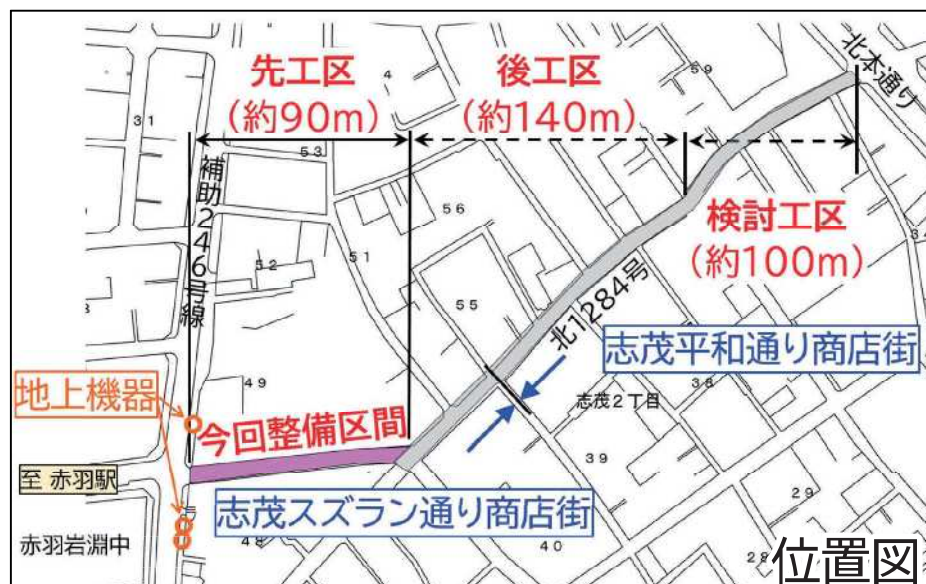 先工区
(約90m)
後工区
(約140m)
検討工区
(約100m)
北本通り
補助246号線
北1284号
志茂平和通り商店街
地上機器
今回整備区間
至 赤羽駅
志茂スズラン通り商店街
赤羽岩淵中
志茂2丁目
位置図
31
53
59
56
52
51
55
49
38
39
48
40
29